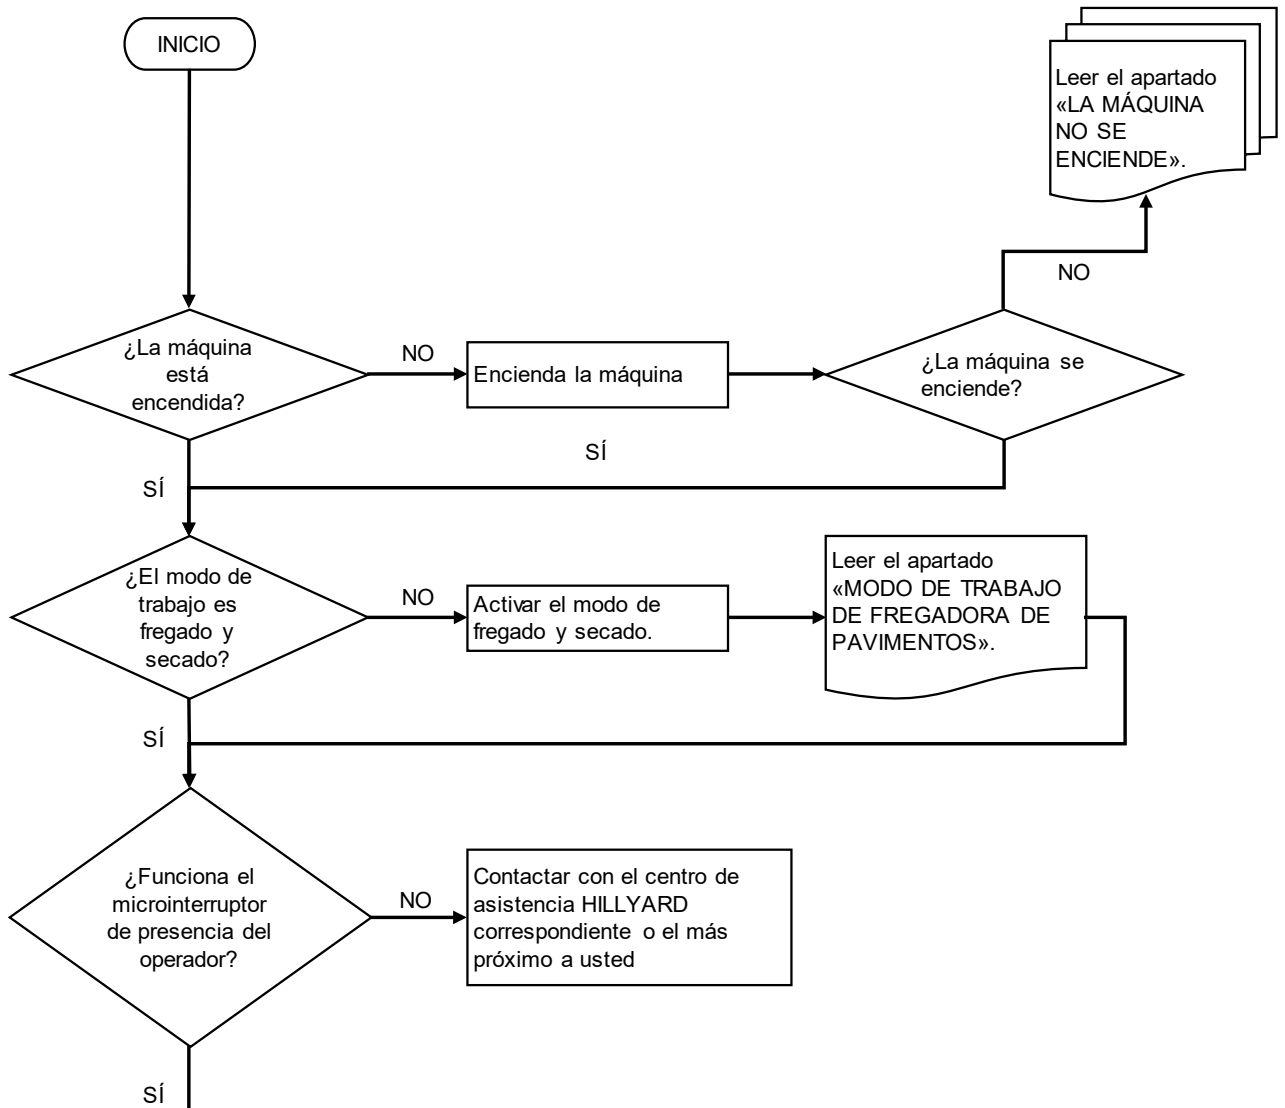 INICIO
Leer el apartado
«LA MÁQUINA
NO SE
ENCIENDE».
NO
¿La máquina
está
encendida?
NO
Encienda la máquina
¿La máquina se
enciende?
SÍ
SÍ
¿El modo de
trabajo es
fregado y
secado?
NO
Activar el modo de
fregado y secado.
Leer el apartado
«MODO DE TRABAJO
DE FREGADORA DE
PAVIMENTOS».
SÍ
¿Funciona el
microinterruptor
de presencia del
operador?
NO
Contactar con el centro de
asistencia HILLYARD
correspondiente o el más
próximo a usted
SÍ